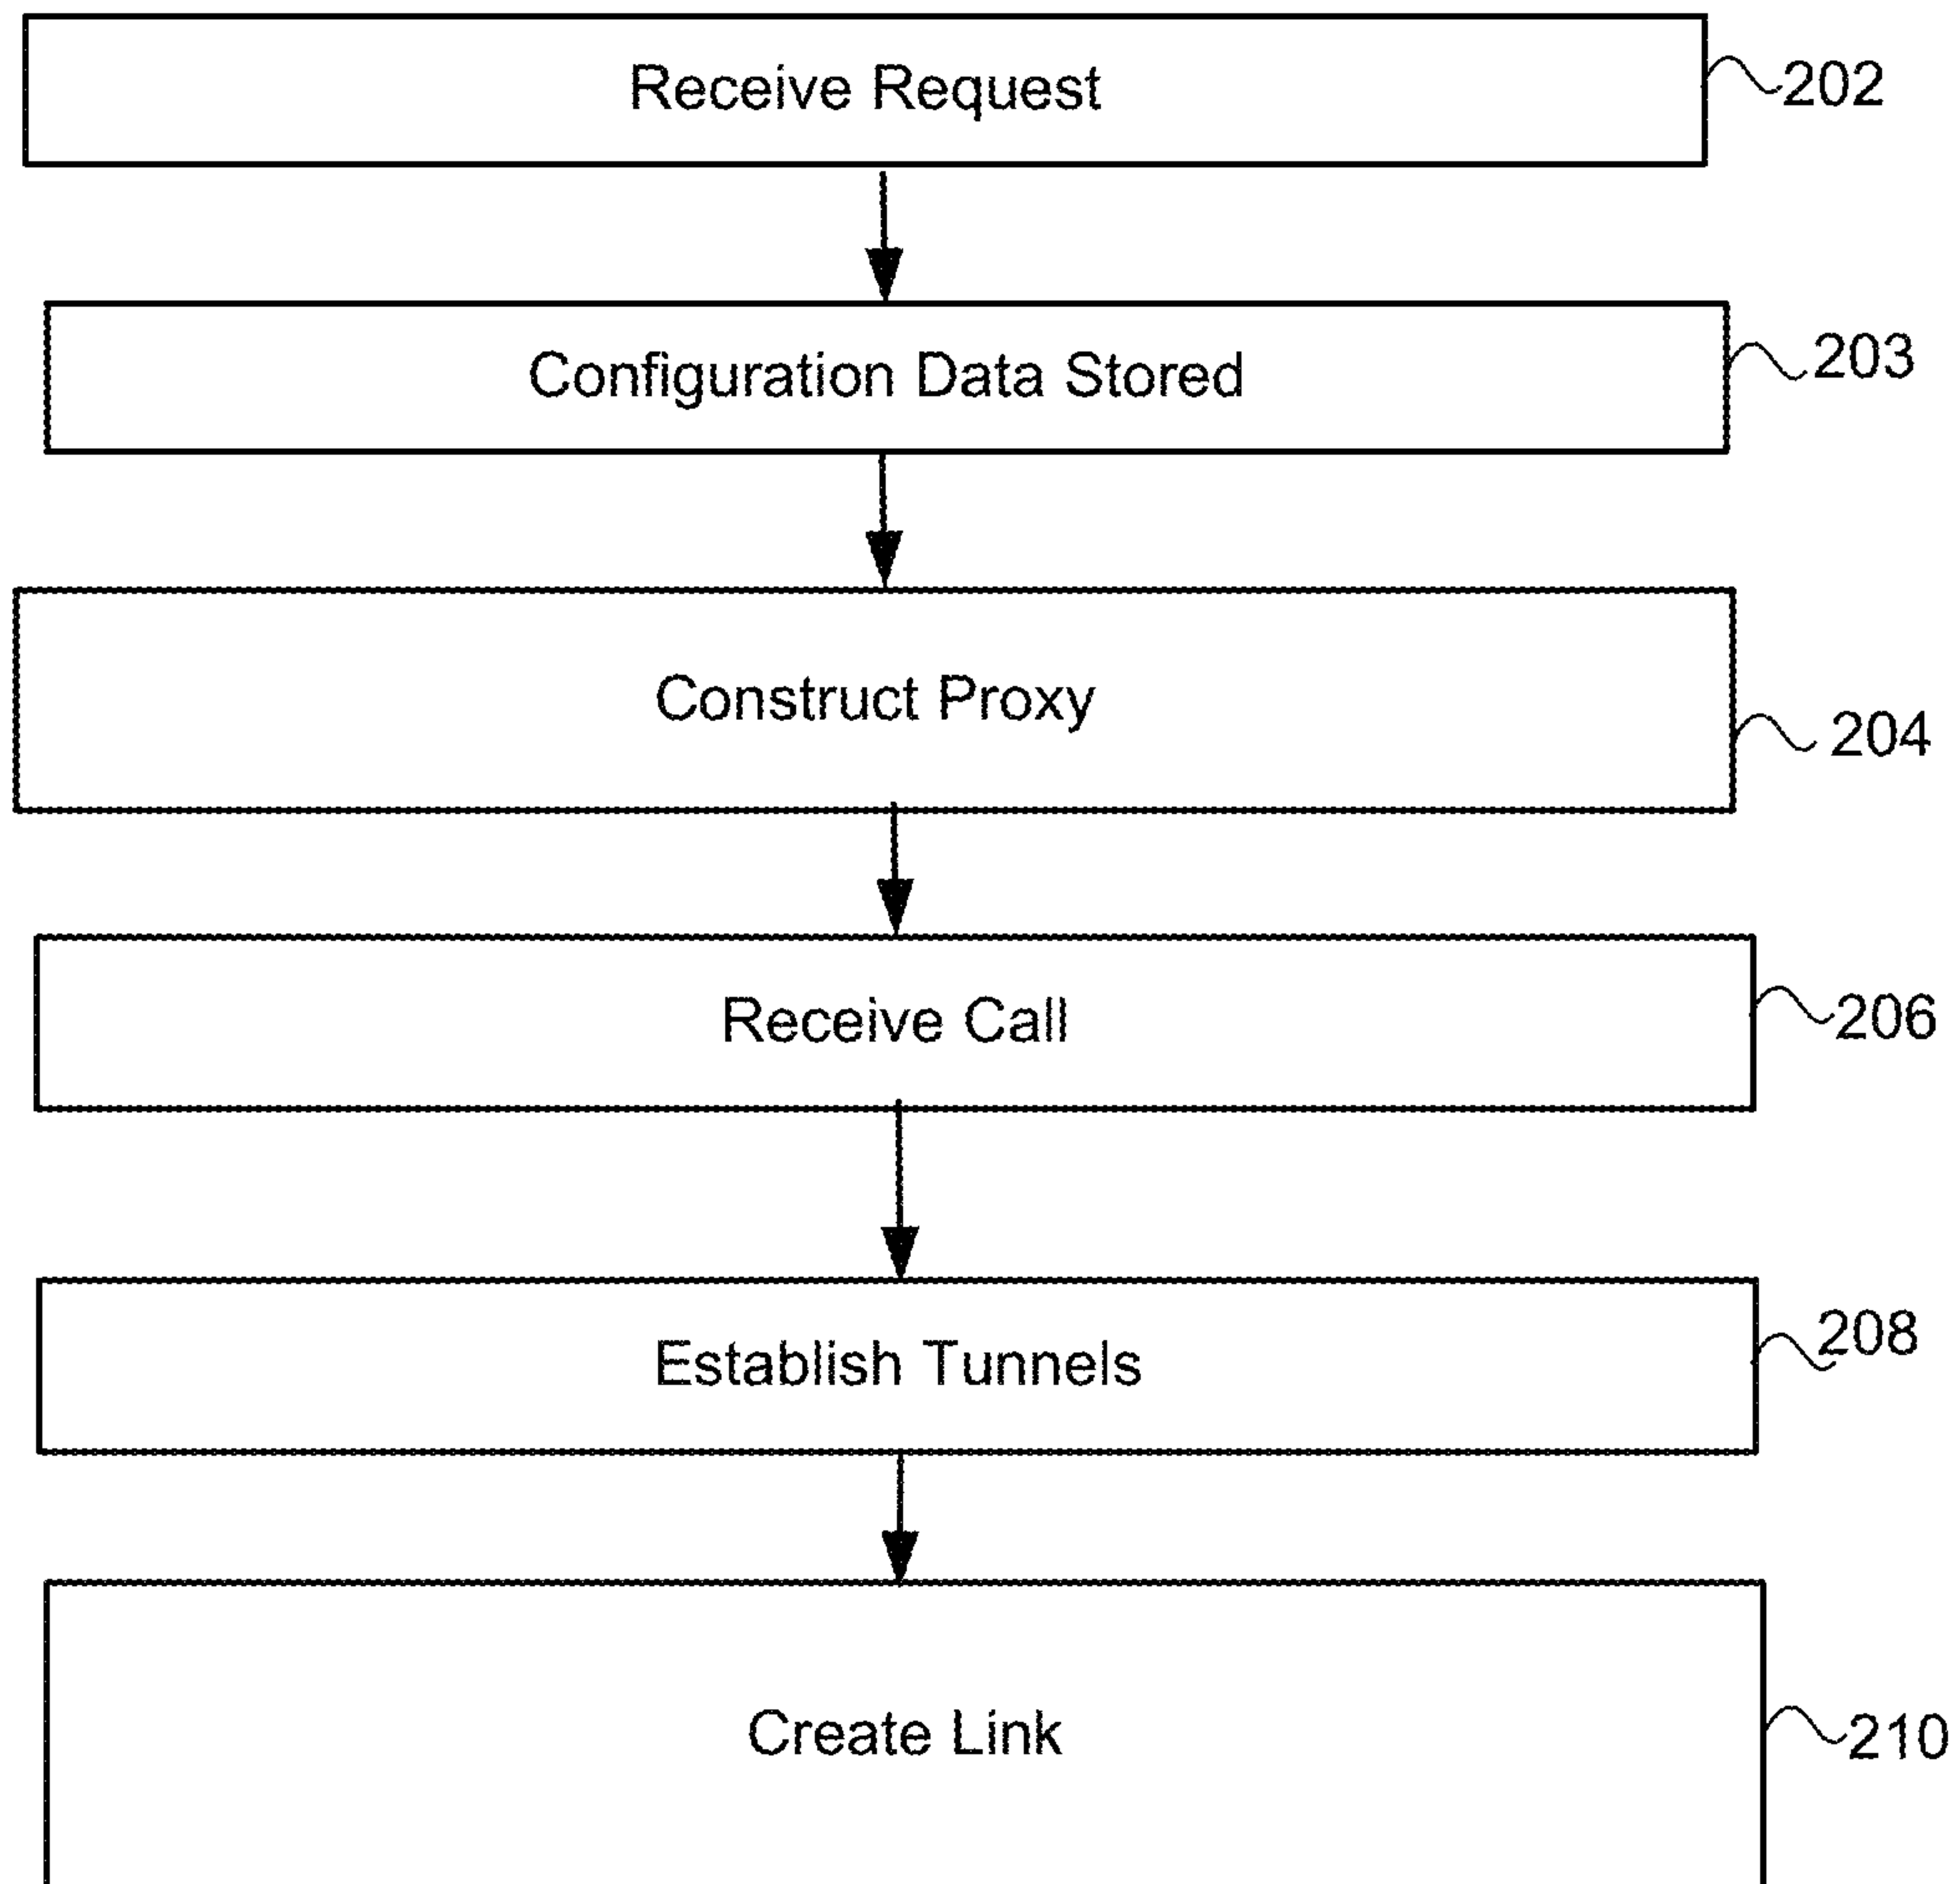 Receive Request
202
Configuration Data Stored
203
Construct Proxy
204
Receive Call
206
Establish Tunnels
208
Create Link
210